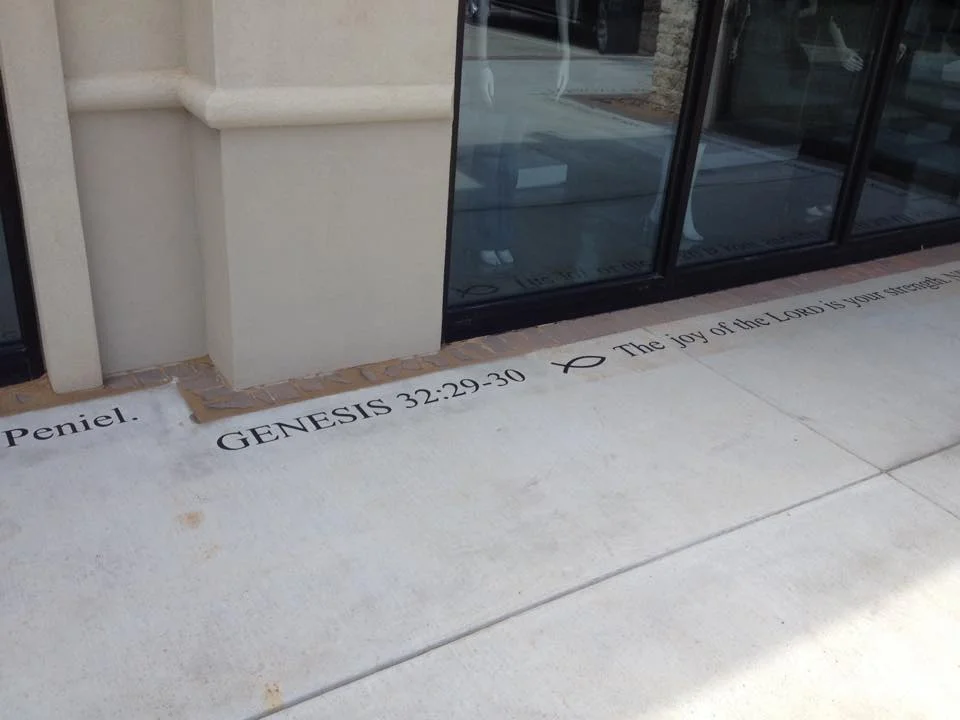 Peniel. GENESIS 32:29-30 The joy of the LORD is your strength.